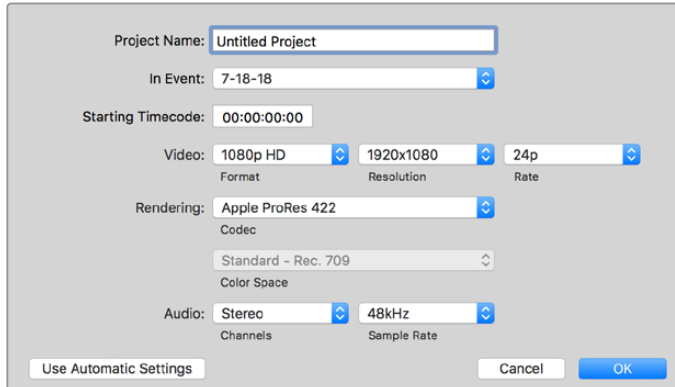 Project Name: Untitled Project
In Event: 7-18-18
Starting Timecode: 00:00:00:00
Video: 1080p HD 1920x1080 24p
Format Resolution Rate
Rendering: Apple ProRes 422
Codec
Standard - Rec. 709
Color Space
Audio: Stereo 48kHz
Channels Sample Rate
Use Automatic Settings Cancel OK